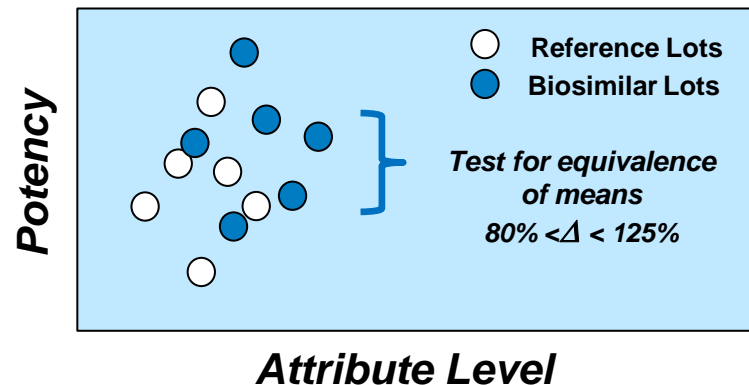 Reference Lots
Biosimilar Lots
Potency
Test for equivalence
of means
80% <Δ < 125%
Attribute Level